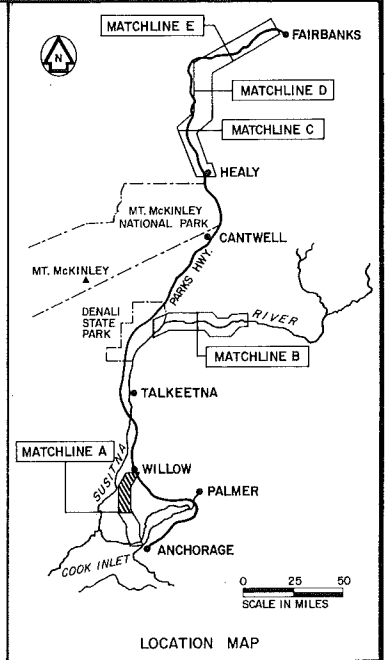 MATCHLINE E
FAIRBANKS
N
MATCHLINE D
MATCHLINE C
HEALY
MT. McKINLEY
NATIONAL PARK
CANTWELL
MT. McKINLEY
PARKS HWY.
DENALI
STATE
PARK
RIVER
MATCHLINE B
TALKEETNA
MATCHLINE A
SUSITNA
WILLOW
PALMER
ANCHORAGE
COOK INLET
0 25 50
SCALE IN MILES
LOCATION MAP